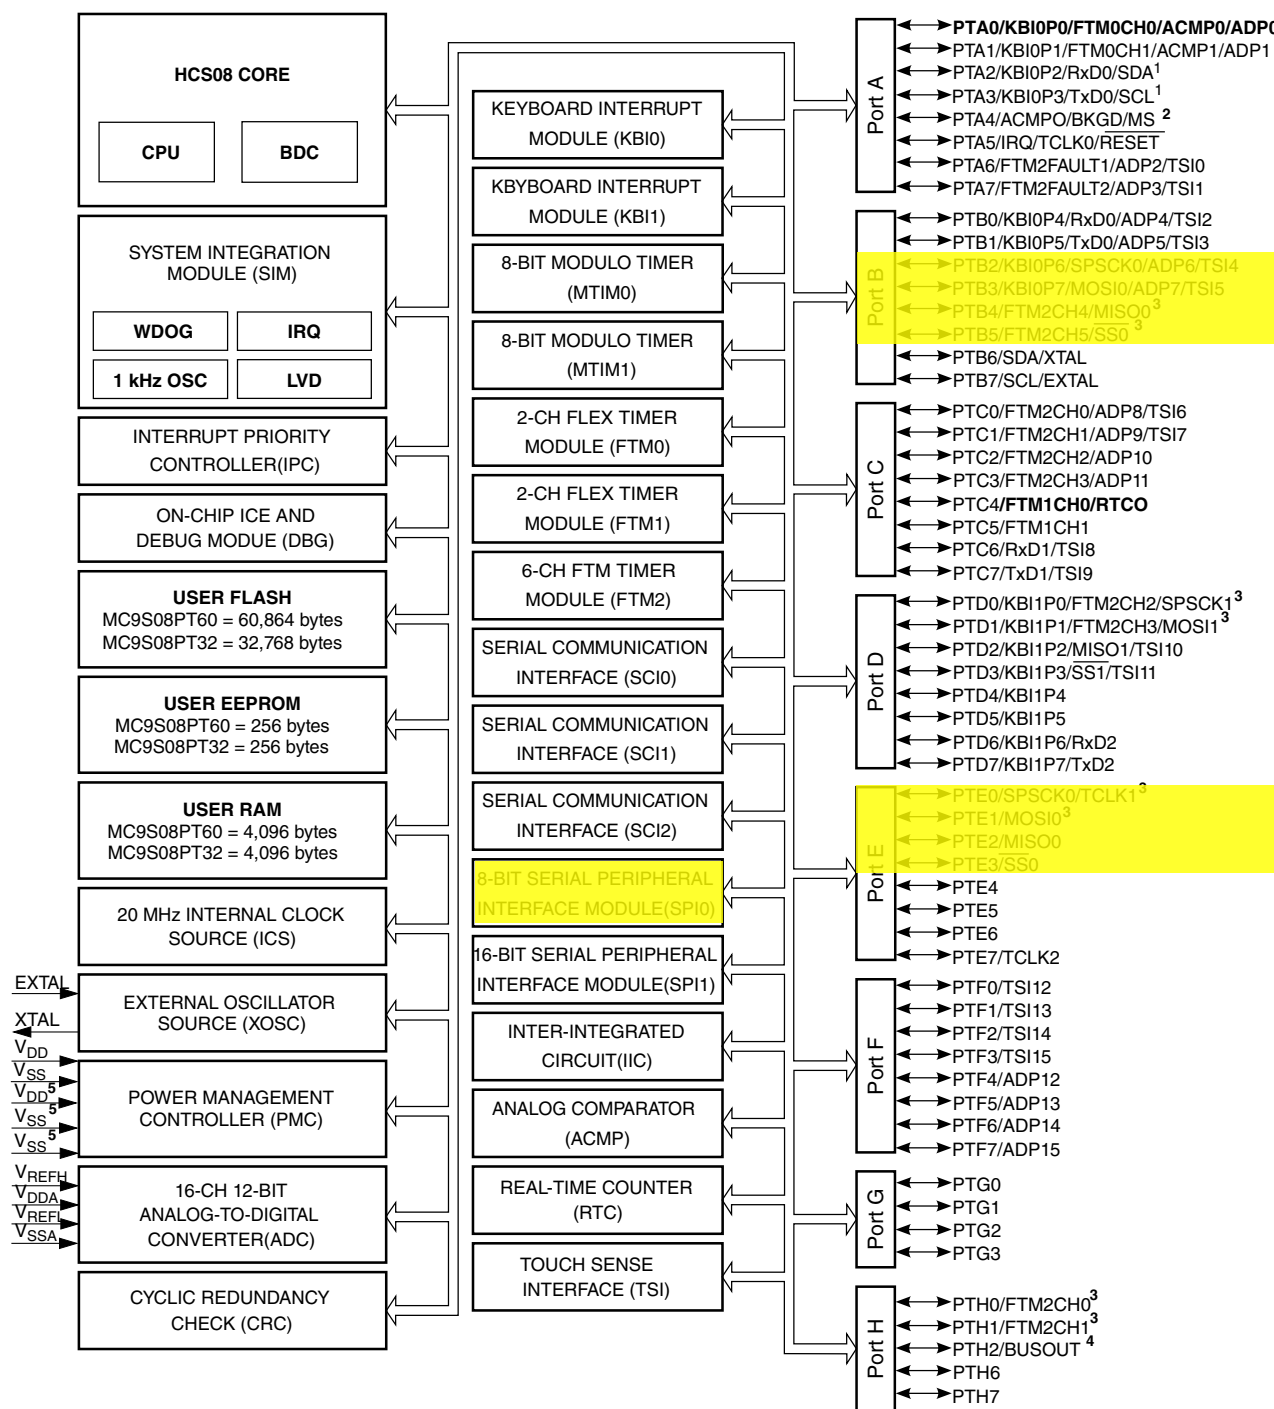 HCS08 CORE
CPU
BDC
SYSTEM INTEGRATION
MODULE (SIM)
WDOG
IRQ
1 kHz OSC
LVD
INTERRUPT PRIORITY
CONTROLLER(IPC)
ON-CHIP ICE AND
DEBUG MODUE (DBG)
USER FLASH
MC9S08PT60 = 60,864 bytes
MC9S08PT32 = 32,768 bytes
USER EEPROM
MC9S08PT60 = 256 bytes
MC9S08PT32 = 256 bytes
USER RAM
MC9S08PT60 = 4,096 bytes
MC9S08PT32 = 4,096 bytes
20 MHz INTERNAL CLOCK
SOURCE (ICS)
EXTAL
XTAL
EXTERNAL OSCILLATOR
SOURCE (XOSC)
VDD
VSS
VDD5
VSS5
VSS5
POWER MANAGEMENT
CONTROLLER (PMC)
VREFH
VDDA
VREFL
VSSA
16-CH 12-BIT
ANALOG-TO-DIGITAL
CONVERTER(ADC)
CYCLIC REDUNDANCY
CHECK (CRC)
KEYBOARD INTERRUPT
MODULE (KBI0)
KBYBOARD INTERRUPT
MODULE (KBI1)
8-BIT MODULO TIMER
(MTIM0)
8-BIT MODULO TIMER
(MTIM1)
2-CH FLEX TIMER
MODULE (FTM0)
2-CH FLEX TIMER
MODULE (FTM1)
6-CH FTM TIMER
MODULE (FTM2)
SERIAL COMMUNICATION
INTERFACE (SCI0)
SERIAL COMMUNICATION
INTERFACE (SCI1)
SERIAL COMMUNICATION
INTERFACE (SCI2)
8-BIT SERIAL PERIPHERAL
INTERFACE MODULE(SPI0)
16-BIT SERIAL PERIPHERAL
INTERFACE MODULE(SPI1)
INTER-INTEGRATED
CIRCUIT(IIC)
ANALOG COMPARATOR
(ACMP)
REAL-TIME COUNTER
(RTC)
TOUCH SENSE
INTERFACE (TSI)
Port A
PTA0/KBI0P0/FTM0CH0/ACMP0/ADP0
PTA1/KBI0P1/FTM0CH1/ACMP1/ADP1
PTA2/KBI0P2/RxD0/SDA1
PTA3/KBI0P3/TxD0/SCL1
PTA4/ACMPO/BKGD/MS 2
PTA5/IRQ/TCLK0/RESET
PTA6/FTM2FAULT1/ADP2/TSI0
PTA7/FTM2FAULT2/ADP3/TSI1
Port B
PTB0/KBI0P4/RxD0/ADP4/TSI2
PTB1/KBI0P5/TxD0/ADP5/TSI3
PTB2/KBI0P6/SPSCK0/ADP6/TSI4
PTB3/KBI0P7/MOSI0/ADP7/TSI5
PTB4/FTM2CH4/MISO03
PTB5/FTM2CH5/SS0 3
PTB6/SDA/XTAL
PTB7/SCL/EXTAL
Port C
PTC0/FTM2CH0/ADP8/TSI6
PTC1/FTM2CH1/ADP9/TSI7
PTC2/FTM2CH2/ADP10
PTC3/FTM2CH3/ADP11
PTC4/FTM1CH0/RTCO
PTC5/FTM1CH1
PTC6/RxD1/TSI8
PTC7/TxD1/TSI9
Port D
PTD0/KBI1P0/FTM2CH2/SPSCK13
PTD1/KBI1P1/FTM2CH3/MOSI13
PTD2/KBI1P2/MISO1/TSI10
PTD3/KBI1P3/SS1/TSI11
PTD4/KBI1P4
PTD5/KBI1P5
PTD6/KBI1P6/RxD2
PTD7/KBI1P7/TxD2
Port E
PTE0/SPSCK0/TCLK13
PTE1/MOSI03
PTE2/MISO0
PTE3/SS0
PTE4
PTE5
PTE6
PTE7/TCLK2
Port F
PTF0/TSI12
PTF1/TSI13
PTF2/TSI14
PTF3/TSI15
PTF4/ADP12
PTF5/ADP13
PTF6/ADP14
PTF7/ADP15
Port G
PTG0
PTG1
PTG2
PTG3
Port H
PTH0/FTM2CH03
PTH1/FTM2CH13
PTH2/BUSOUT 4
PTH6
PTH7